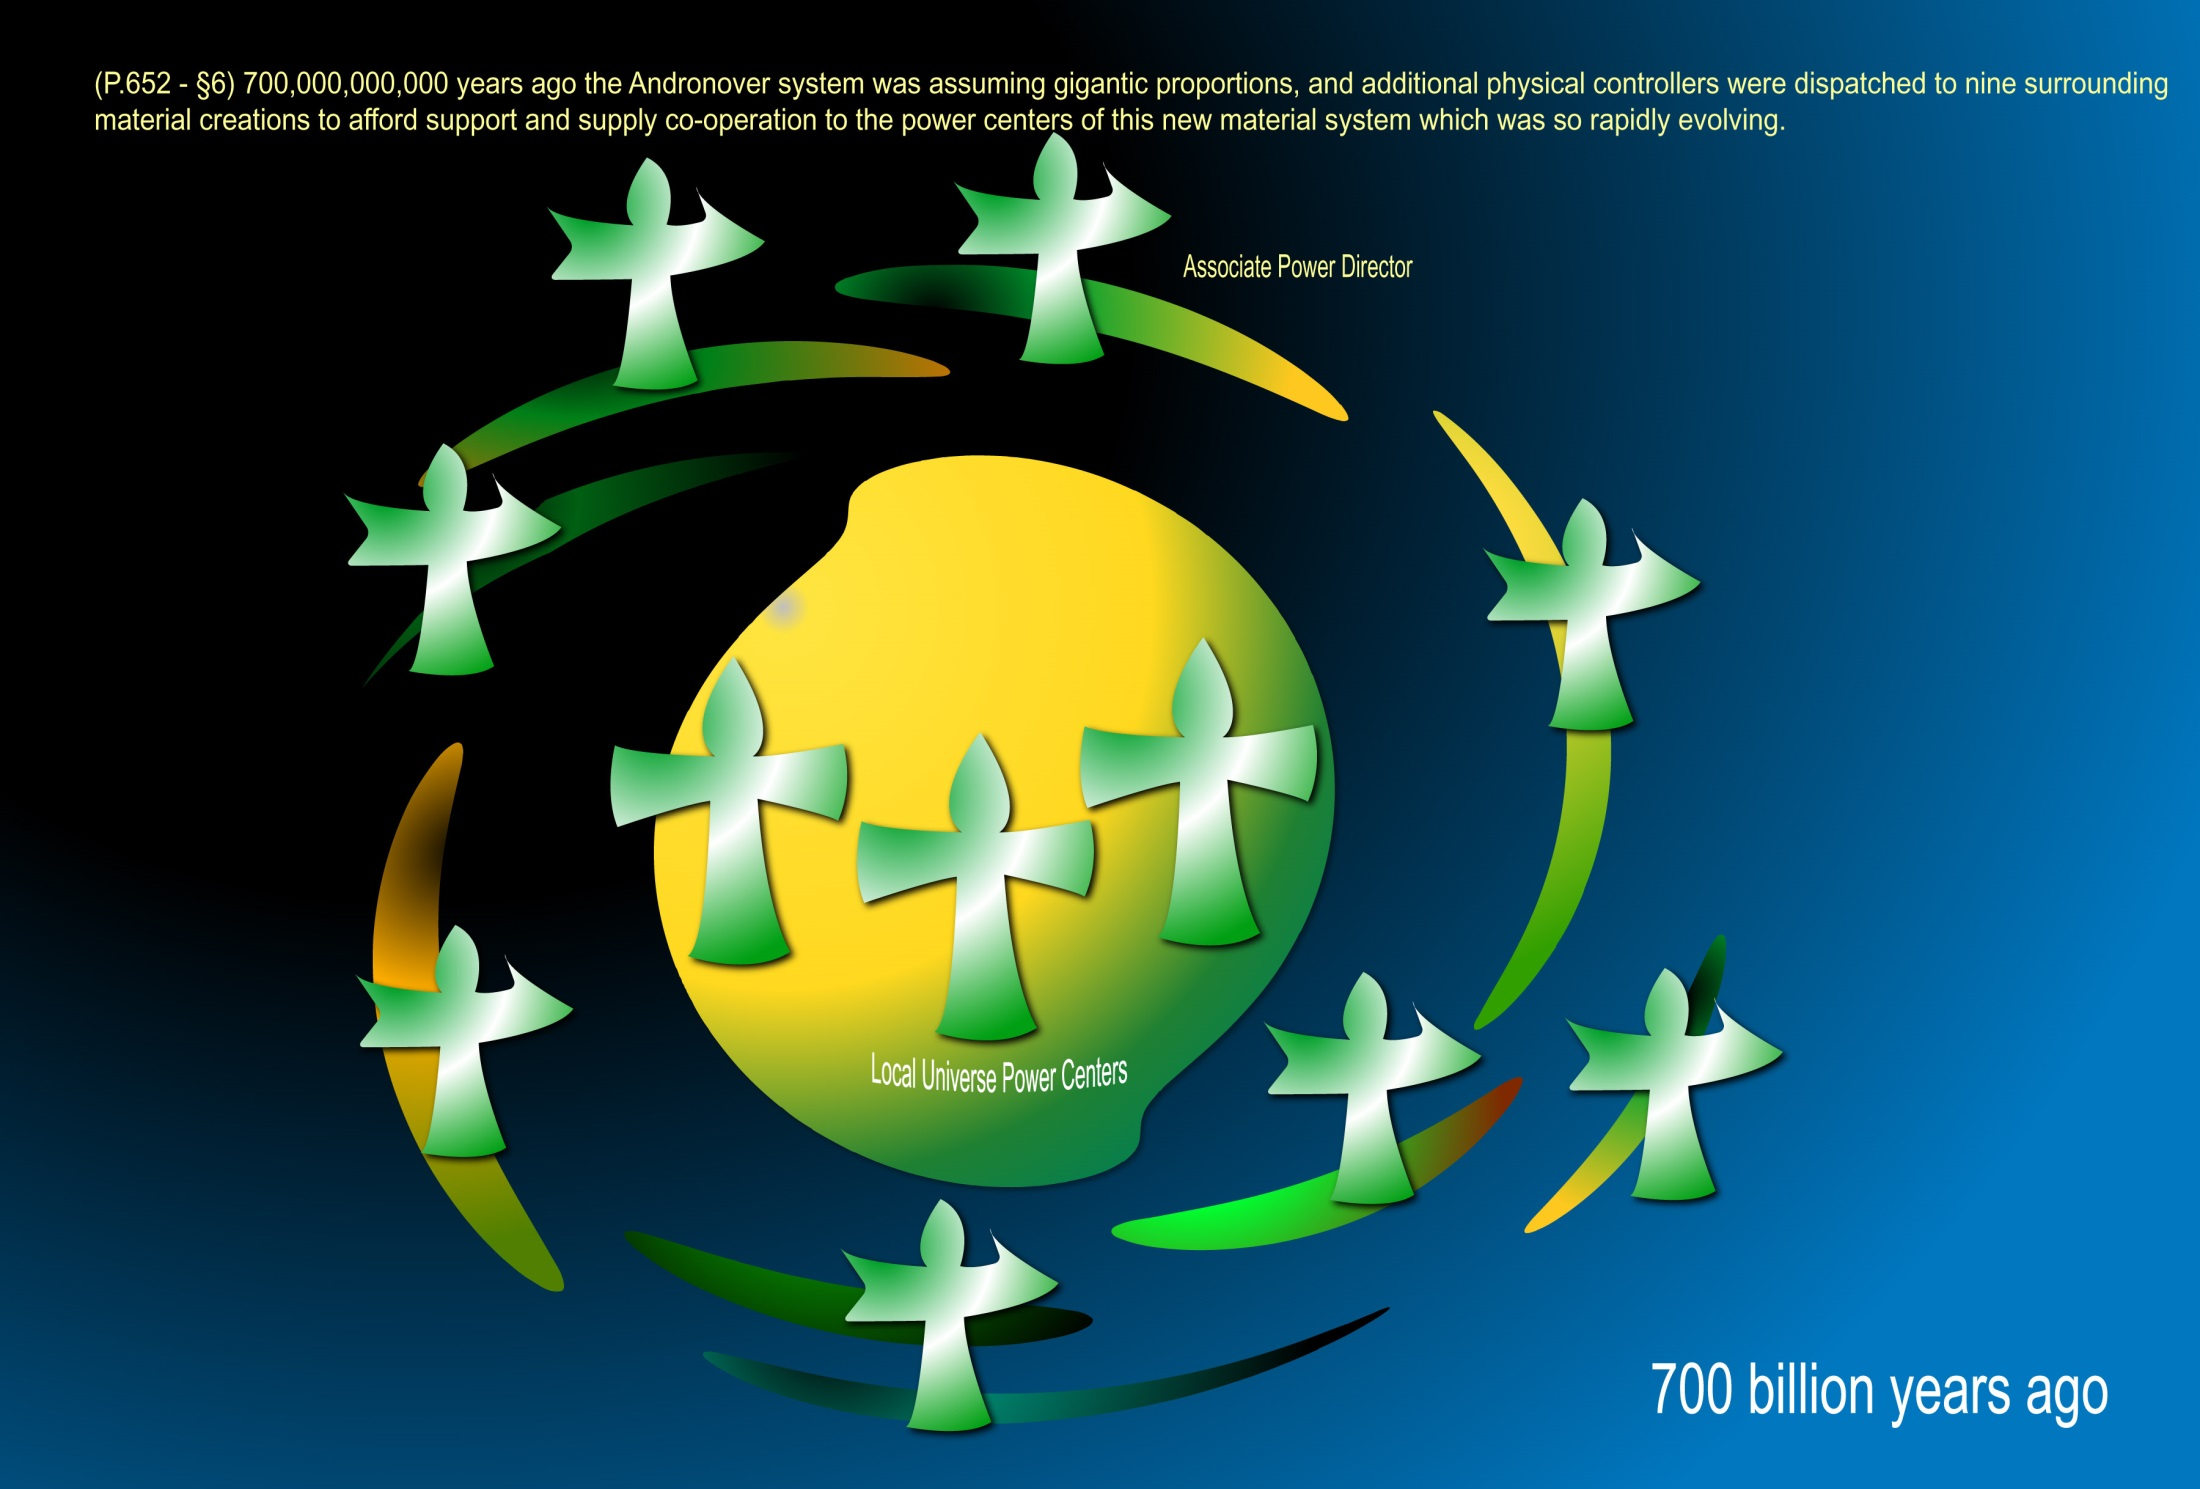 (P.652 - §6) 700,000,000,000 years ago the Andronover system was assuming gigantic proportions, and additional physical controllers were dispatched to nine surrounding
material creations to afford support and supply co-operation to the power centers of this new material system which was so rapidly evolving.
Associate Power Director
Local Universe Power Centers
700 billion years ago